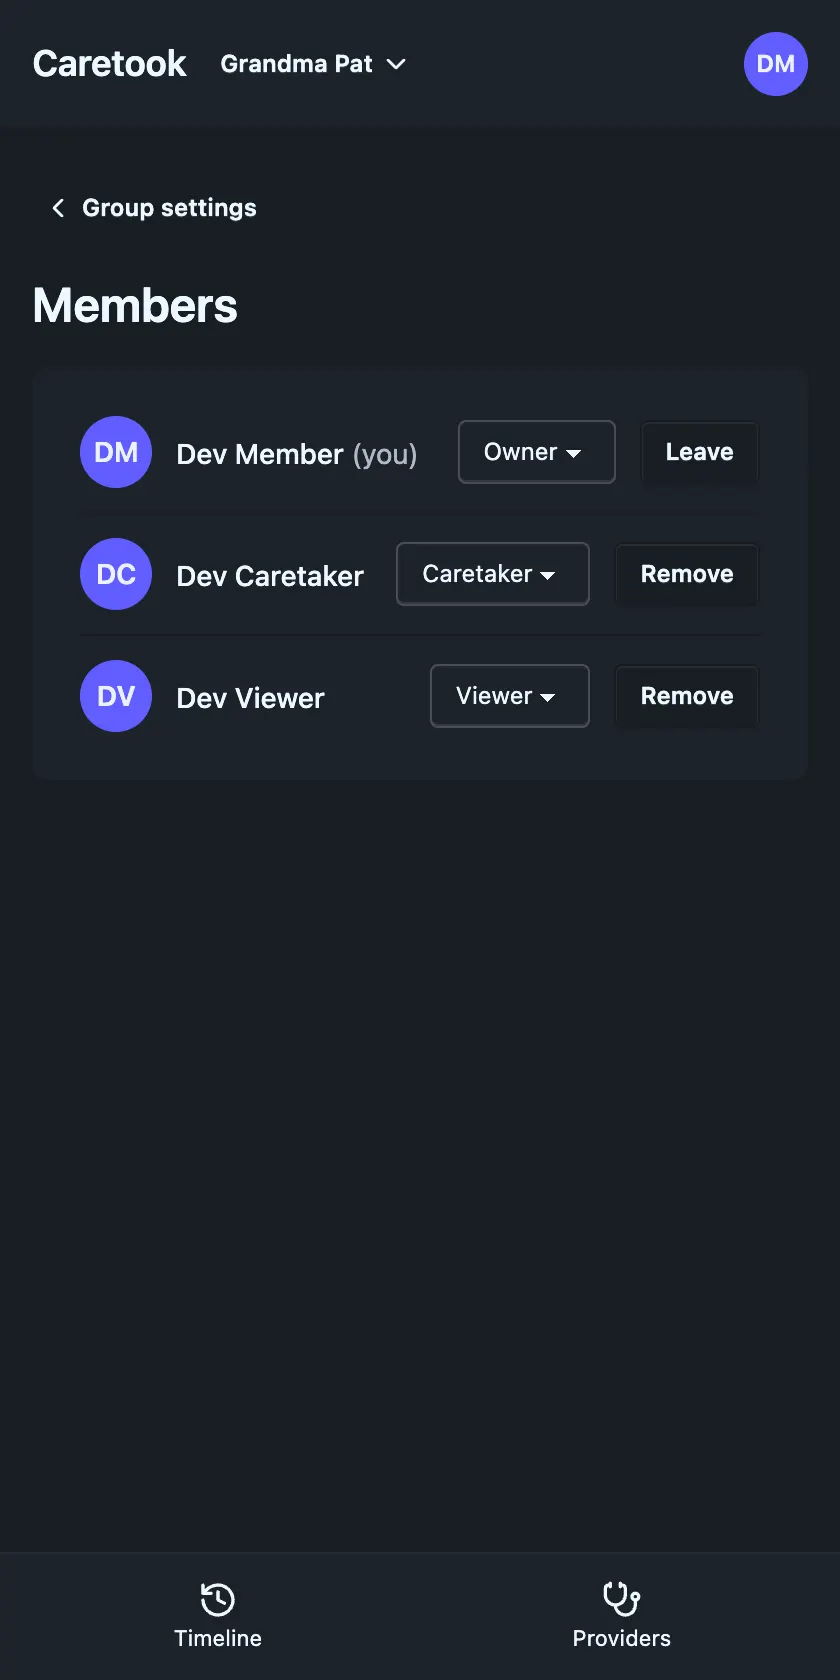 Caretook Grandma Pat DM
Group settings
Members
DM Dev Member (you) Owner Leave
DC Dev Caretaker Caretaker Remove
DV Dev Viewer Viewer Remove
Timeline Providers